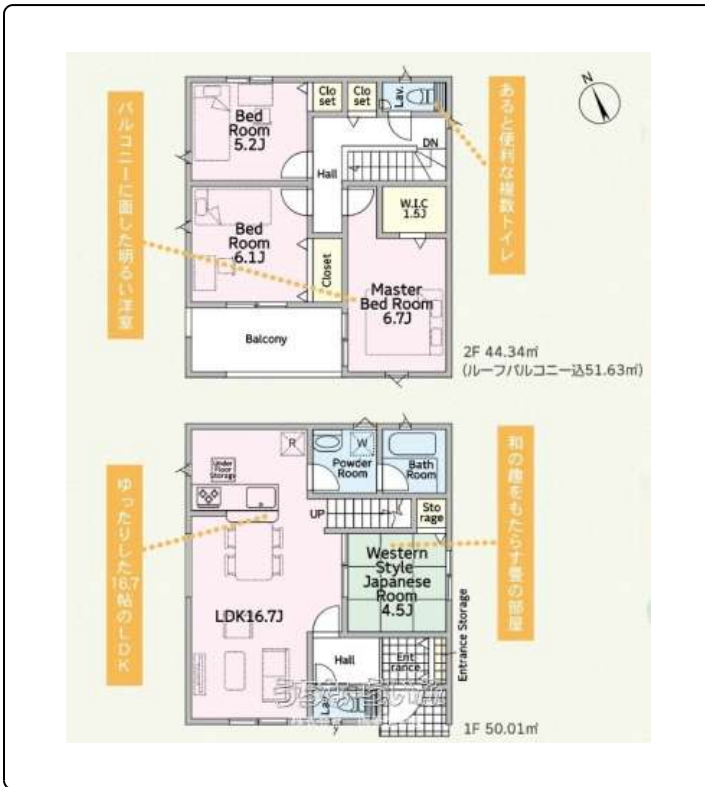 N
Clo
set
Clo
set
Lav.
Bed
Room
5.2J
DN
Hall
W.I.C
1.5J
Bed
Room
6.1J
Closet
Master
Bed Room
6.7J
Balcony
バルコニーに面した明るい洋室
あると便利な複数トイレ
2F 44.34㎡
(ルーフバルコニー込51.63㎡)
R
W
Under
Floor
Storage
Powder
Room
Bath
Room
UP
Sto
rage
Western
Style
Japanese
Room
4.5J
LDK16.7J
Hall
Ent
rance
Entrance Storage
ゆったりした16.7帖のLDK
和の趣をもたらす畳の部屋
1F 50.01㎡